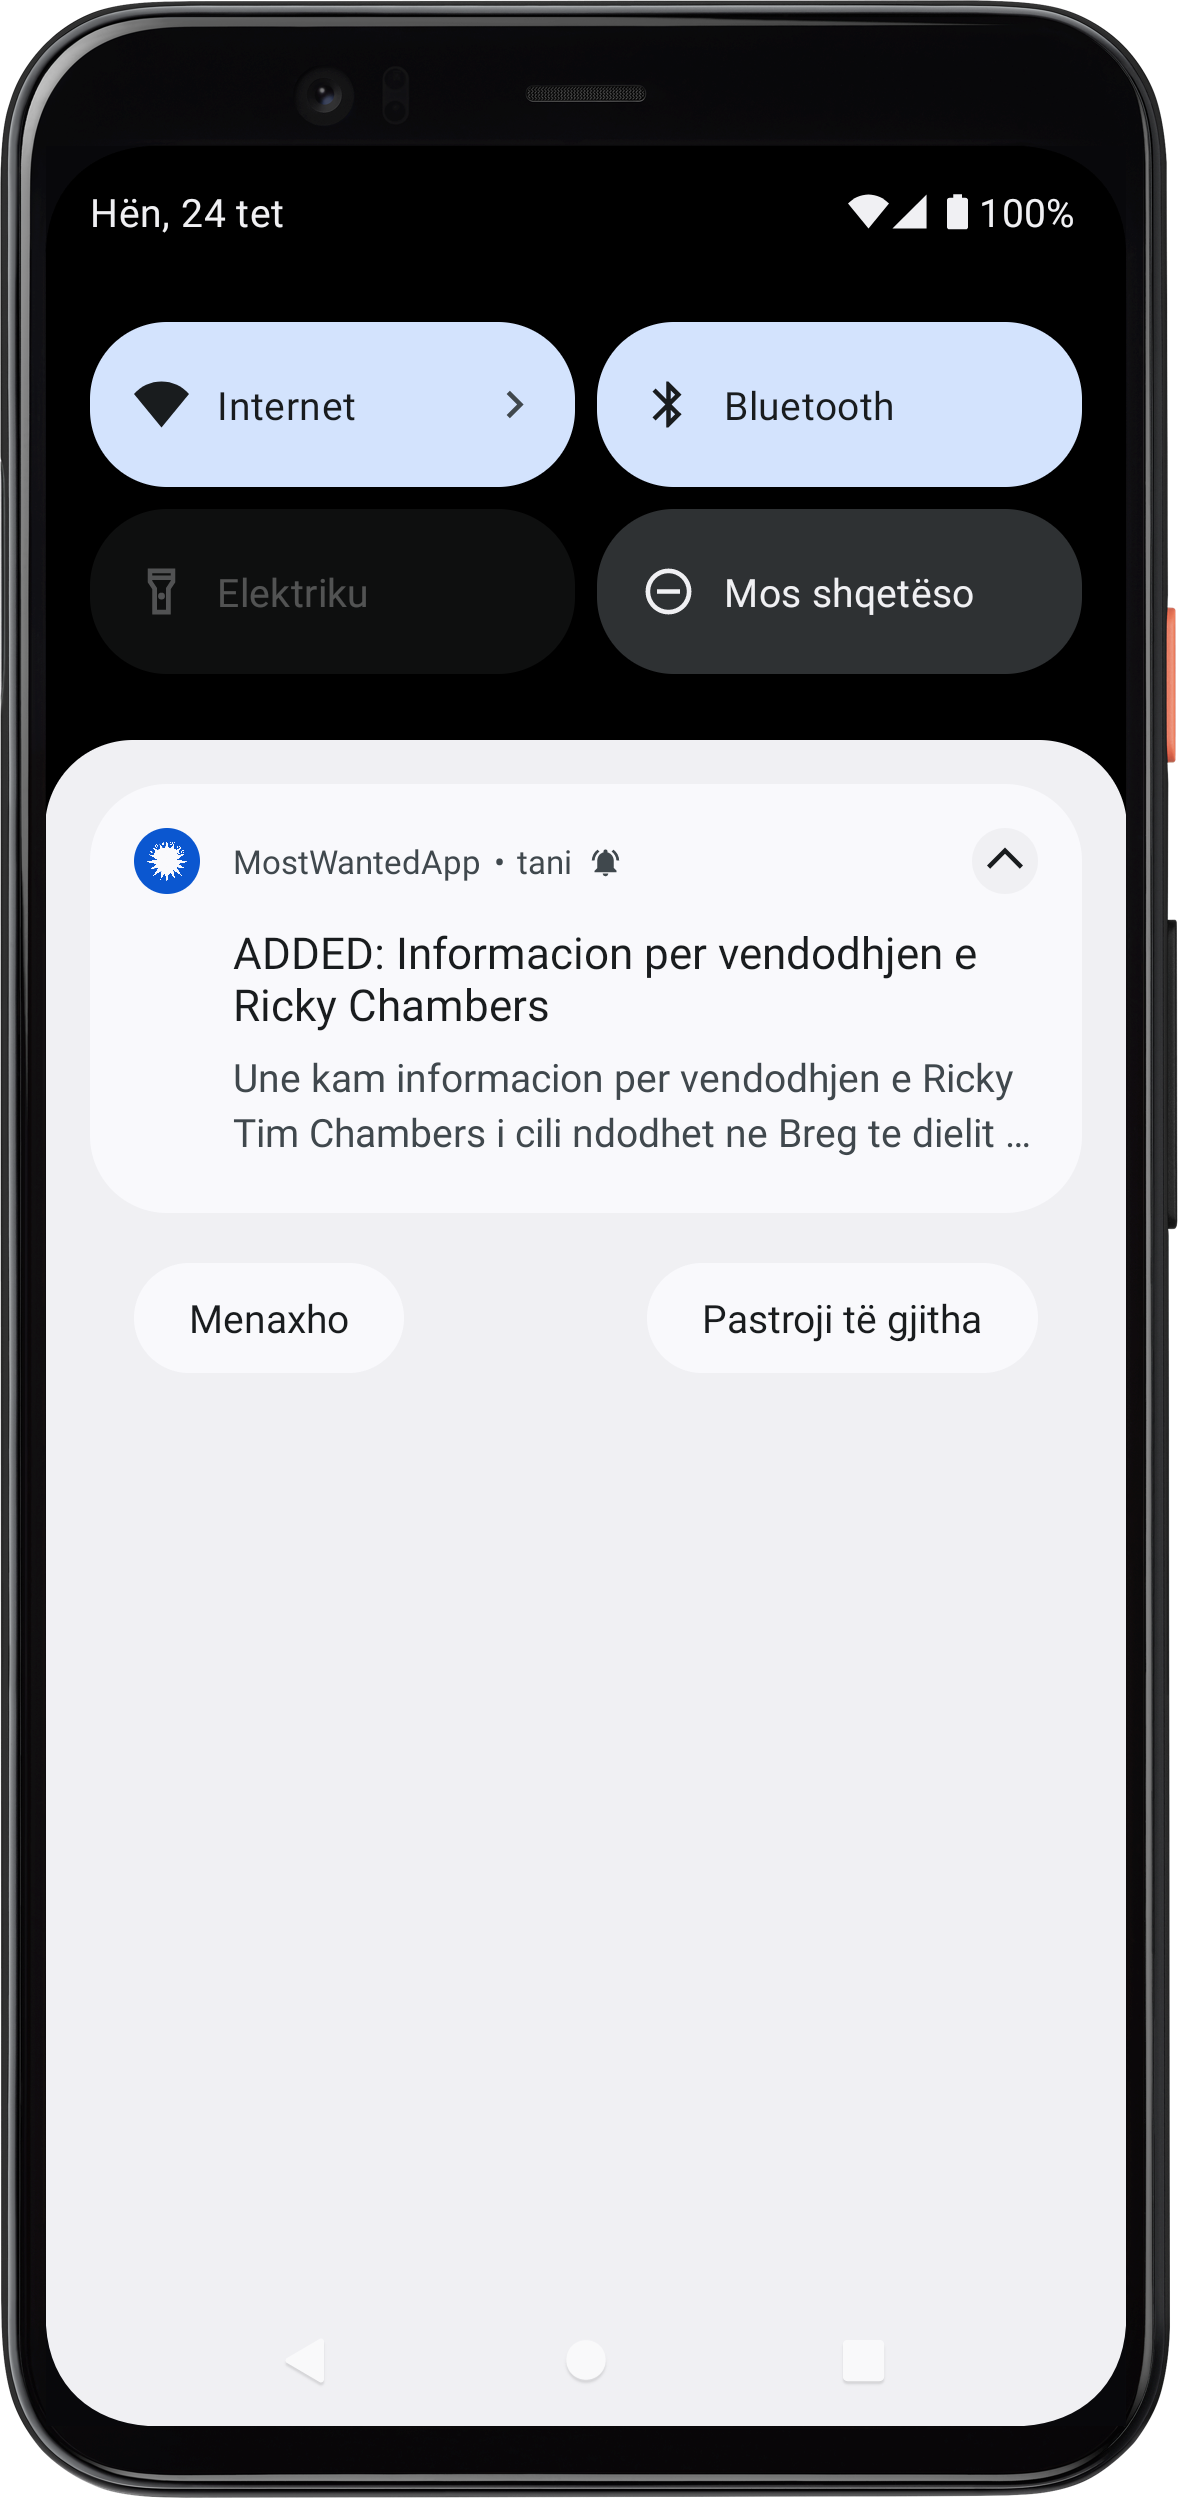 Hën, 24 tet
100%
Internet
Bluetooth
Elektriku
Mos shqetëso
MostWantedApp • tani
ADDED: Informacion per vendodhjen e
Ricky Chambers
Une kam informacion per vendodhjen e Ricky
Tim Chambers i cili ndodhet ne Breg te dielit ...
Menaxho
Pastroji të gjitha